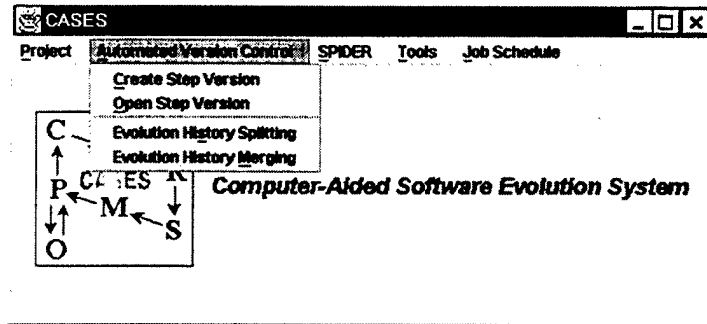 CASES
Project Automated Version Control SPIDER Tools Job Schedule
Create Step Version
Open Step Version
Evolution History Splitting
Evolution History Merging
C
R
P
M
S
O
Computer-Aided Software Evolution System